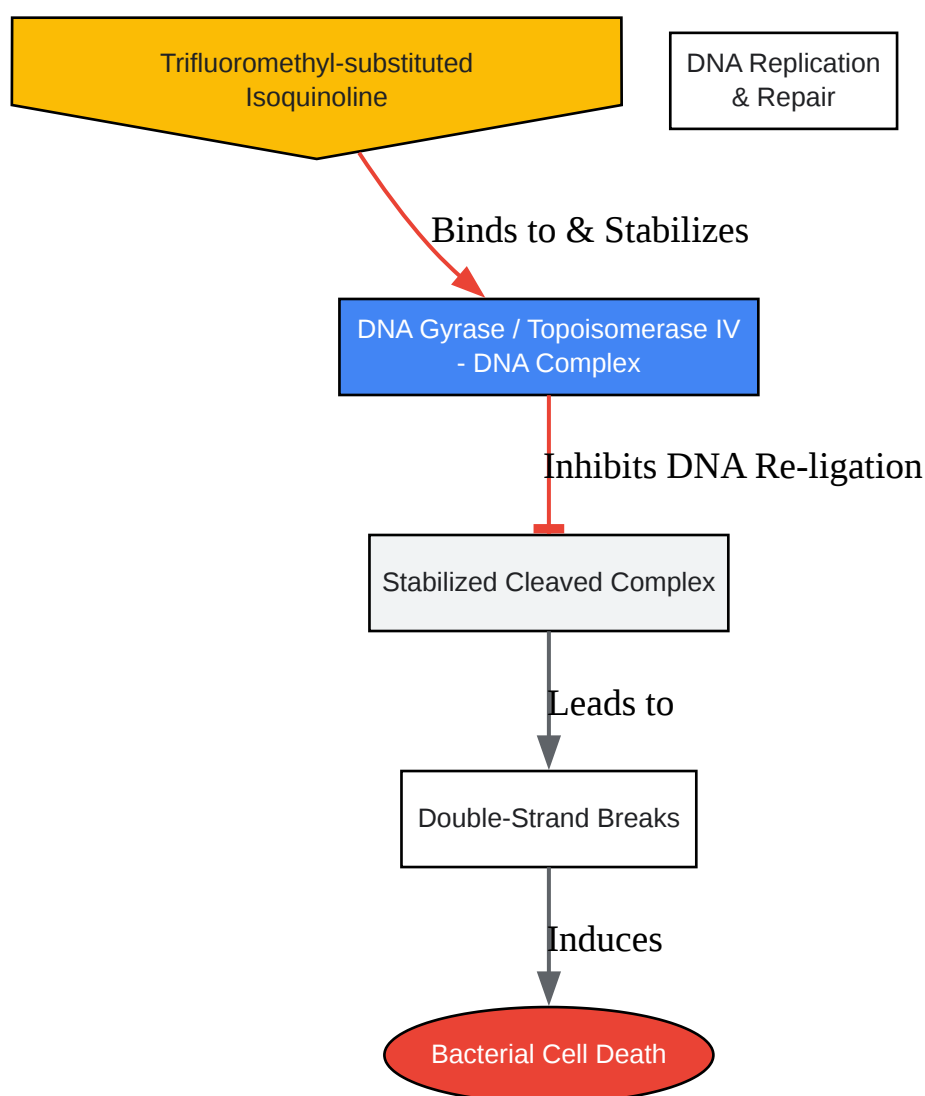 Trifluoromethyl-substituted
Isoquinoline
DNA Replication
& Repair
Binds to & Stabilizes
DNA Gyrase / Topoisomerase IV
- DNA Complex
Inhibits DNA Re-ligation
Stabilized Cleaved Complex
Leads to
Double-Strand Breaks
Induces
Bacterial Cell Death